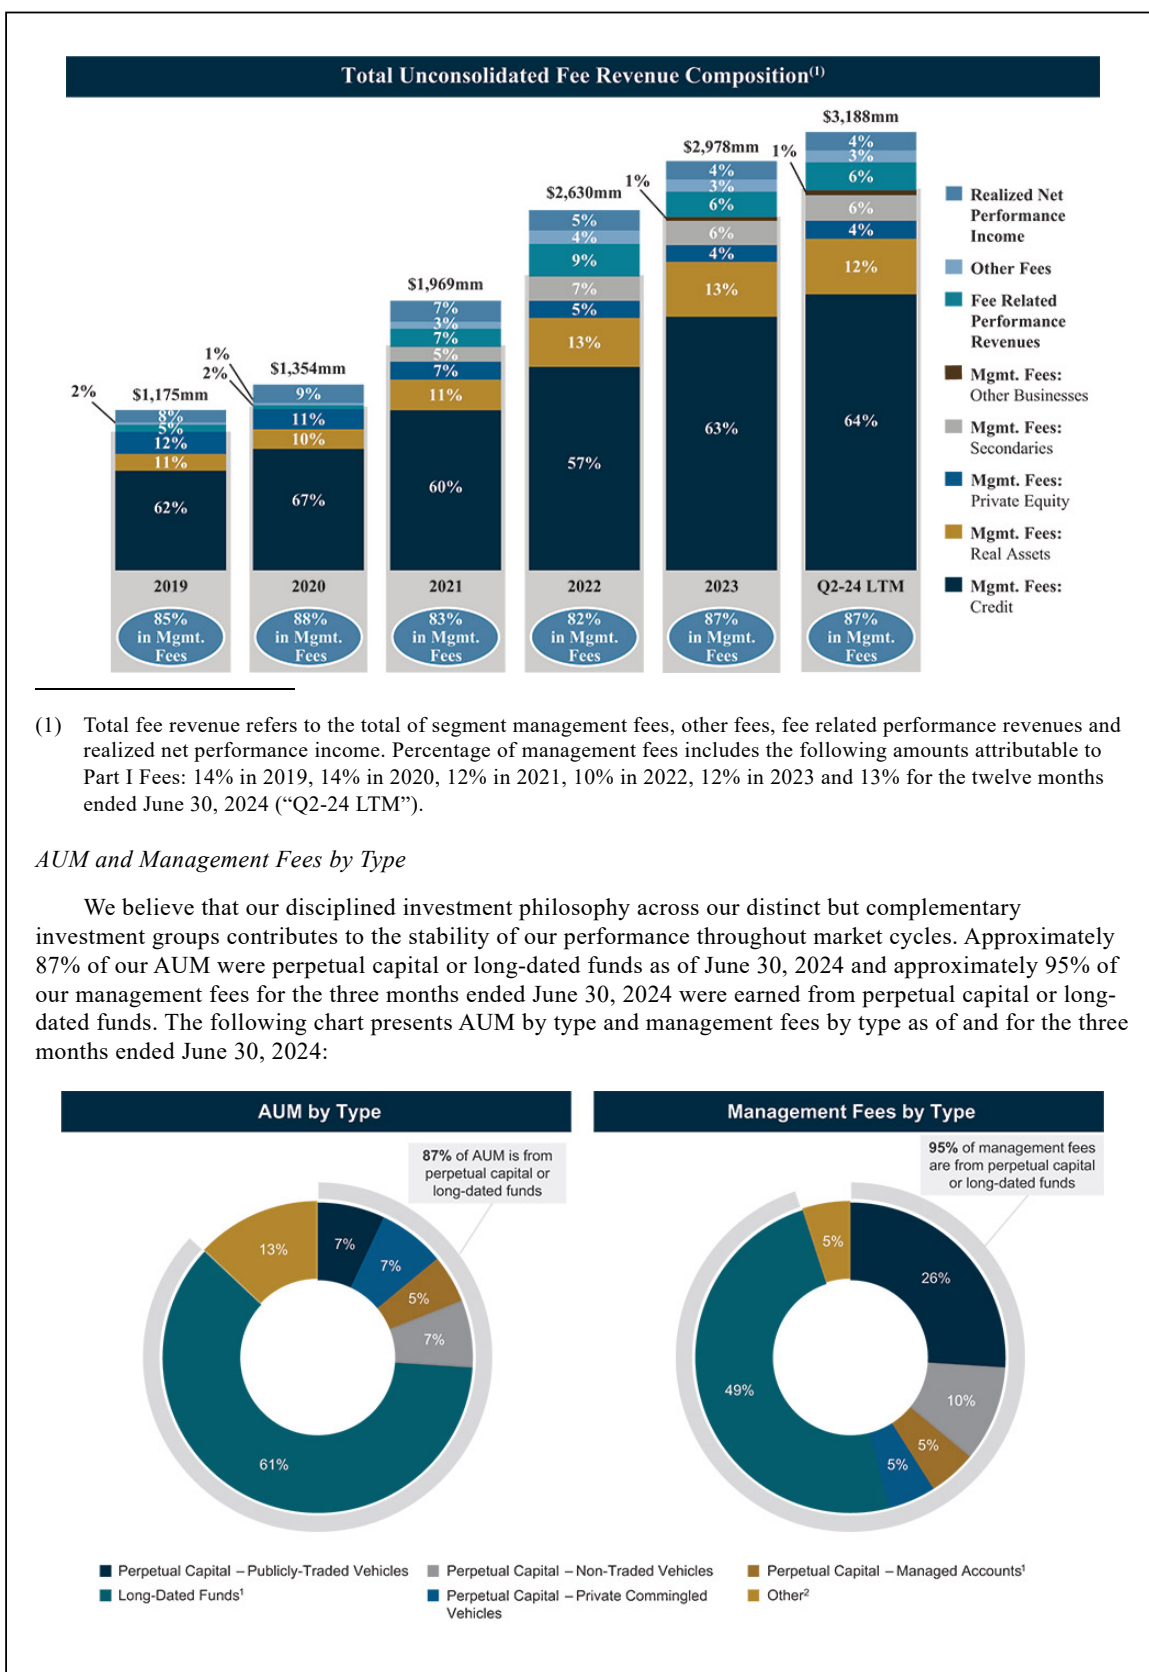 Total Unconsolidated Fee Revenue Composition(1)
$3,188mm
$2,978mm
1%
4%
3%
6%
6%
4%
12%
64%
1%
4%
3%
6%
6%
4%
13%
63%
$2,630mm
5%
4%
9%
7%
5%
13%
57%
$1,969mm
7%
3%
7%
5%
7%
11%
60%
1%
2%
$1,354mm
9%
11%
10%
67%
2%
$1,175mm
8%
5%
12%
11%
62%
Realized Net
Performance
Income
Other Fees
Fee Related
Performance
Revenues
Mgmt. Fees:
Other Businesses
Mgmt. Fees:
Secondaries
Mgmt. Fees:
Private Equity
Mgmt. Fees:
Real Assets
Mgmt. Fees:
Credit
2019
2020
2021
2022
2023
Q2-24 LTM
85%
in Mgmt.
Fees
88%
in Mgmt.
Fees
83%
in Mgmt.
Fees
82%
in Mgmt.
Fees
87%
in Mgmt.
Fees
87%
in Mgmt.
Fees
(1) Total fee revenue refers to the total of segment management fees, other fees, fee related performance revenues and
realized net performance income. Percentage of management fees includes the following amounts attributable to
Part I Fees: 14% in 2019, 14% in 2020, 12% in 2021, 10% in 2022, 12% in 2023 and 13% for the twelve months
ended June 30, 2024 (“Q2-24 LTM”).
AUM and Management Fees by Type
We believe that our disciplined investment philosophy across our distinct but complementary
investment groups contributes to the stability of our performance throughout market cycles. Approximately
87% of our AUM were perpetual capital or long-dated funds as of June 30, 2024 and approximately 95% of
our management fees for the three months ended June 30, 2024 were earned from perpetual capital or long-
dated funds. The following chart presents AUM by type and management fees by type as of and for the three
months ended June 30, 2024:
AUM by Type
87% of AUM is from
perpetual capital or
long-dated funds
13%
7%
7%
5%
7%
61%
Management Fees by Type
95% of management fees
are from perpetual capital
or long-dated funds
5%
26%
10%
5%
5%
49%
Perpetual Capital – Publicly-Traded Vehicles
Perpetual Capital – Non-Traded Vehicles
Perpetual Capital – Managed Accounts1
Long-Dated Funds1
Perpetual Capital – Private Commingled
Vehicles
Other2